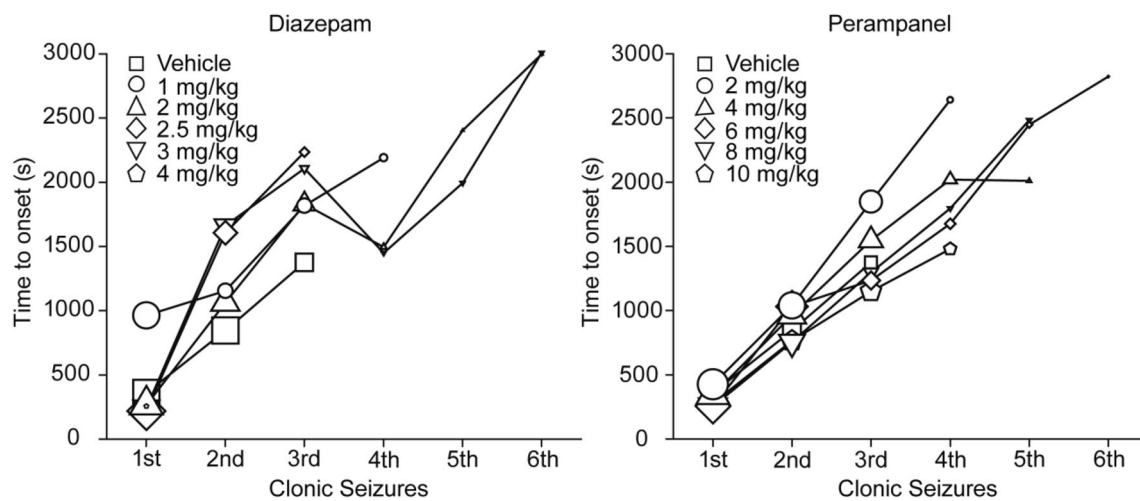 Diazepam
3000
2500
2000
1500
1000
500
0
Time to onset (s)
Vehicle
1 mg/kg
2 mg/kg
2.5 mg/kg
3 mg/kg
4 mg/kg
1st 2nd 3rd 4th 5th 6th
Clonic Seizures
Perampanel
3000
2500
2000
1500
1000
500
0
Time to onset (s)
Vehicle
2 mg/kg
4 mg/kg
6 mg/kg
8 mg/kg
10 mg/kg
1st 2nd 3rd 4th 5th 6th
Clonic Seizures